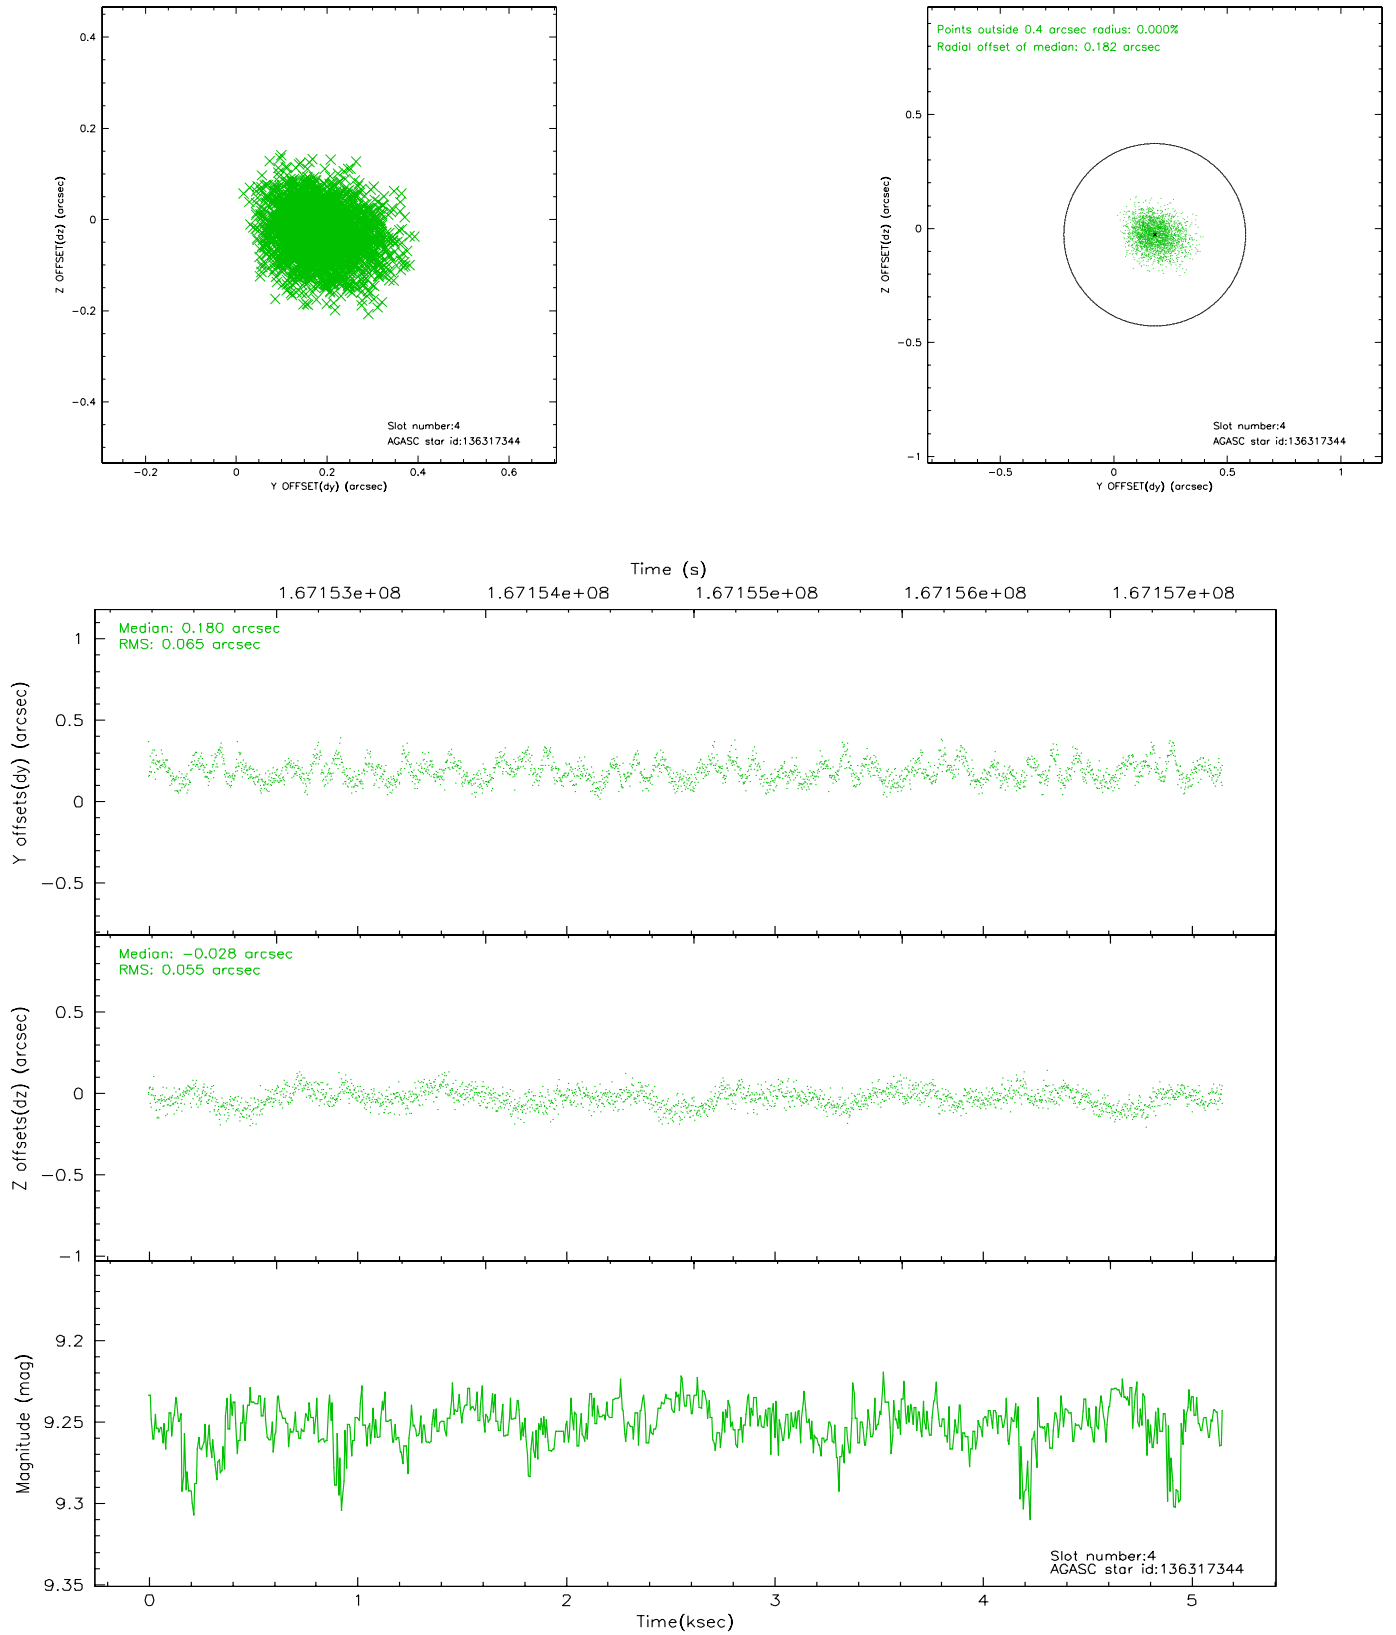 0.4
0.2
0
−0.2
−0.4
Z OFFSET(dz) (arcsec)
Slot number:4
AGASC star id:136317344
−0.2 0 0.2 0.4 0.6
Y OFFSET(dy) (arcsec)
Points outside 0.4 arcsec radius: 0.000%
Radial offset of median: 0.182 arcsec
0.5
0
−0.5
−1
Z OFFSET(dz) (arcsec)
Slot number:4
AGASC star id:136317344
−0.5 0 0.5 1
Y OFFSET(dy) (arcsec)
Time (s)
1.67153e+08 1.67154e+08 1.67155e+08 1.67156e+08 1.67157e+08
Median: 0.180 arcsec
RMS: 0.065 arcsec
1
0.5
0
−0.5
Y offsets(dy) (arcsec)
Median: −0.028 arcsec
RMS: 0.055 arcsec
0.5
0
−0.5
−1
Z offsets(dz) (arcsec)
9.2
9.25
9.3
9.35
Magnitude (mag)
Slot number:4
AGASC star id:136317344
0 1 2 3 4 5
Time(ksec)